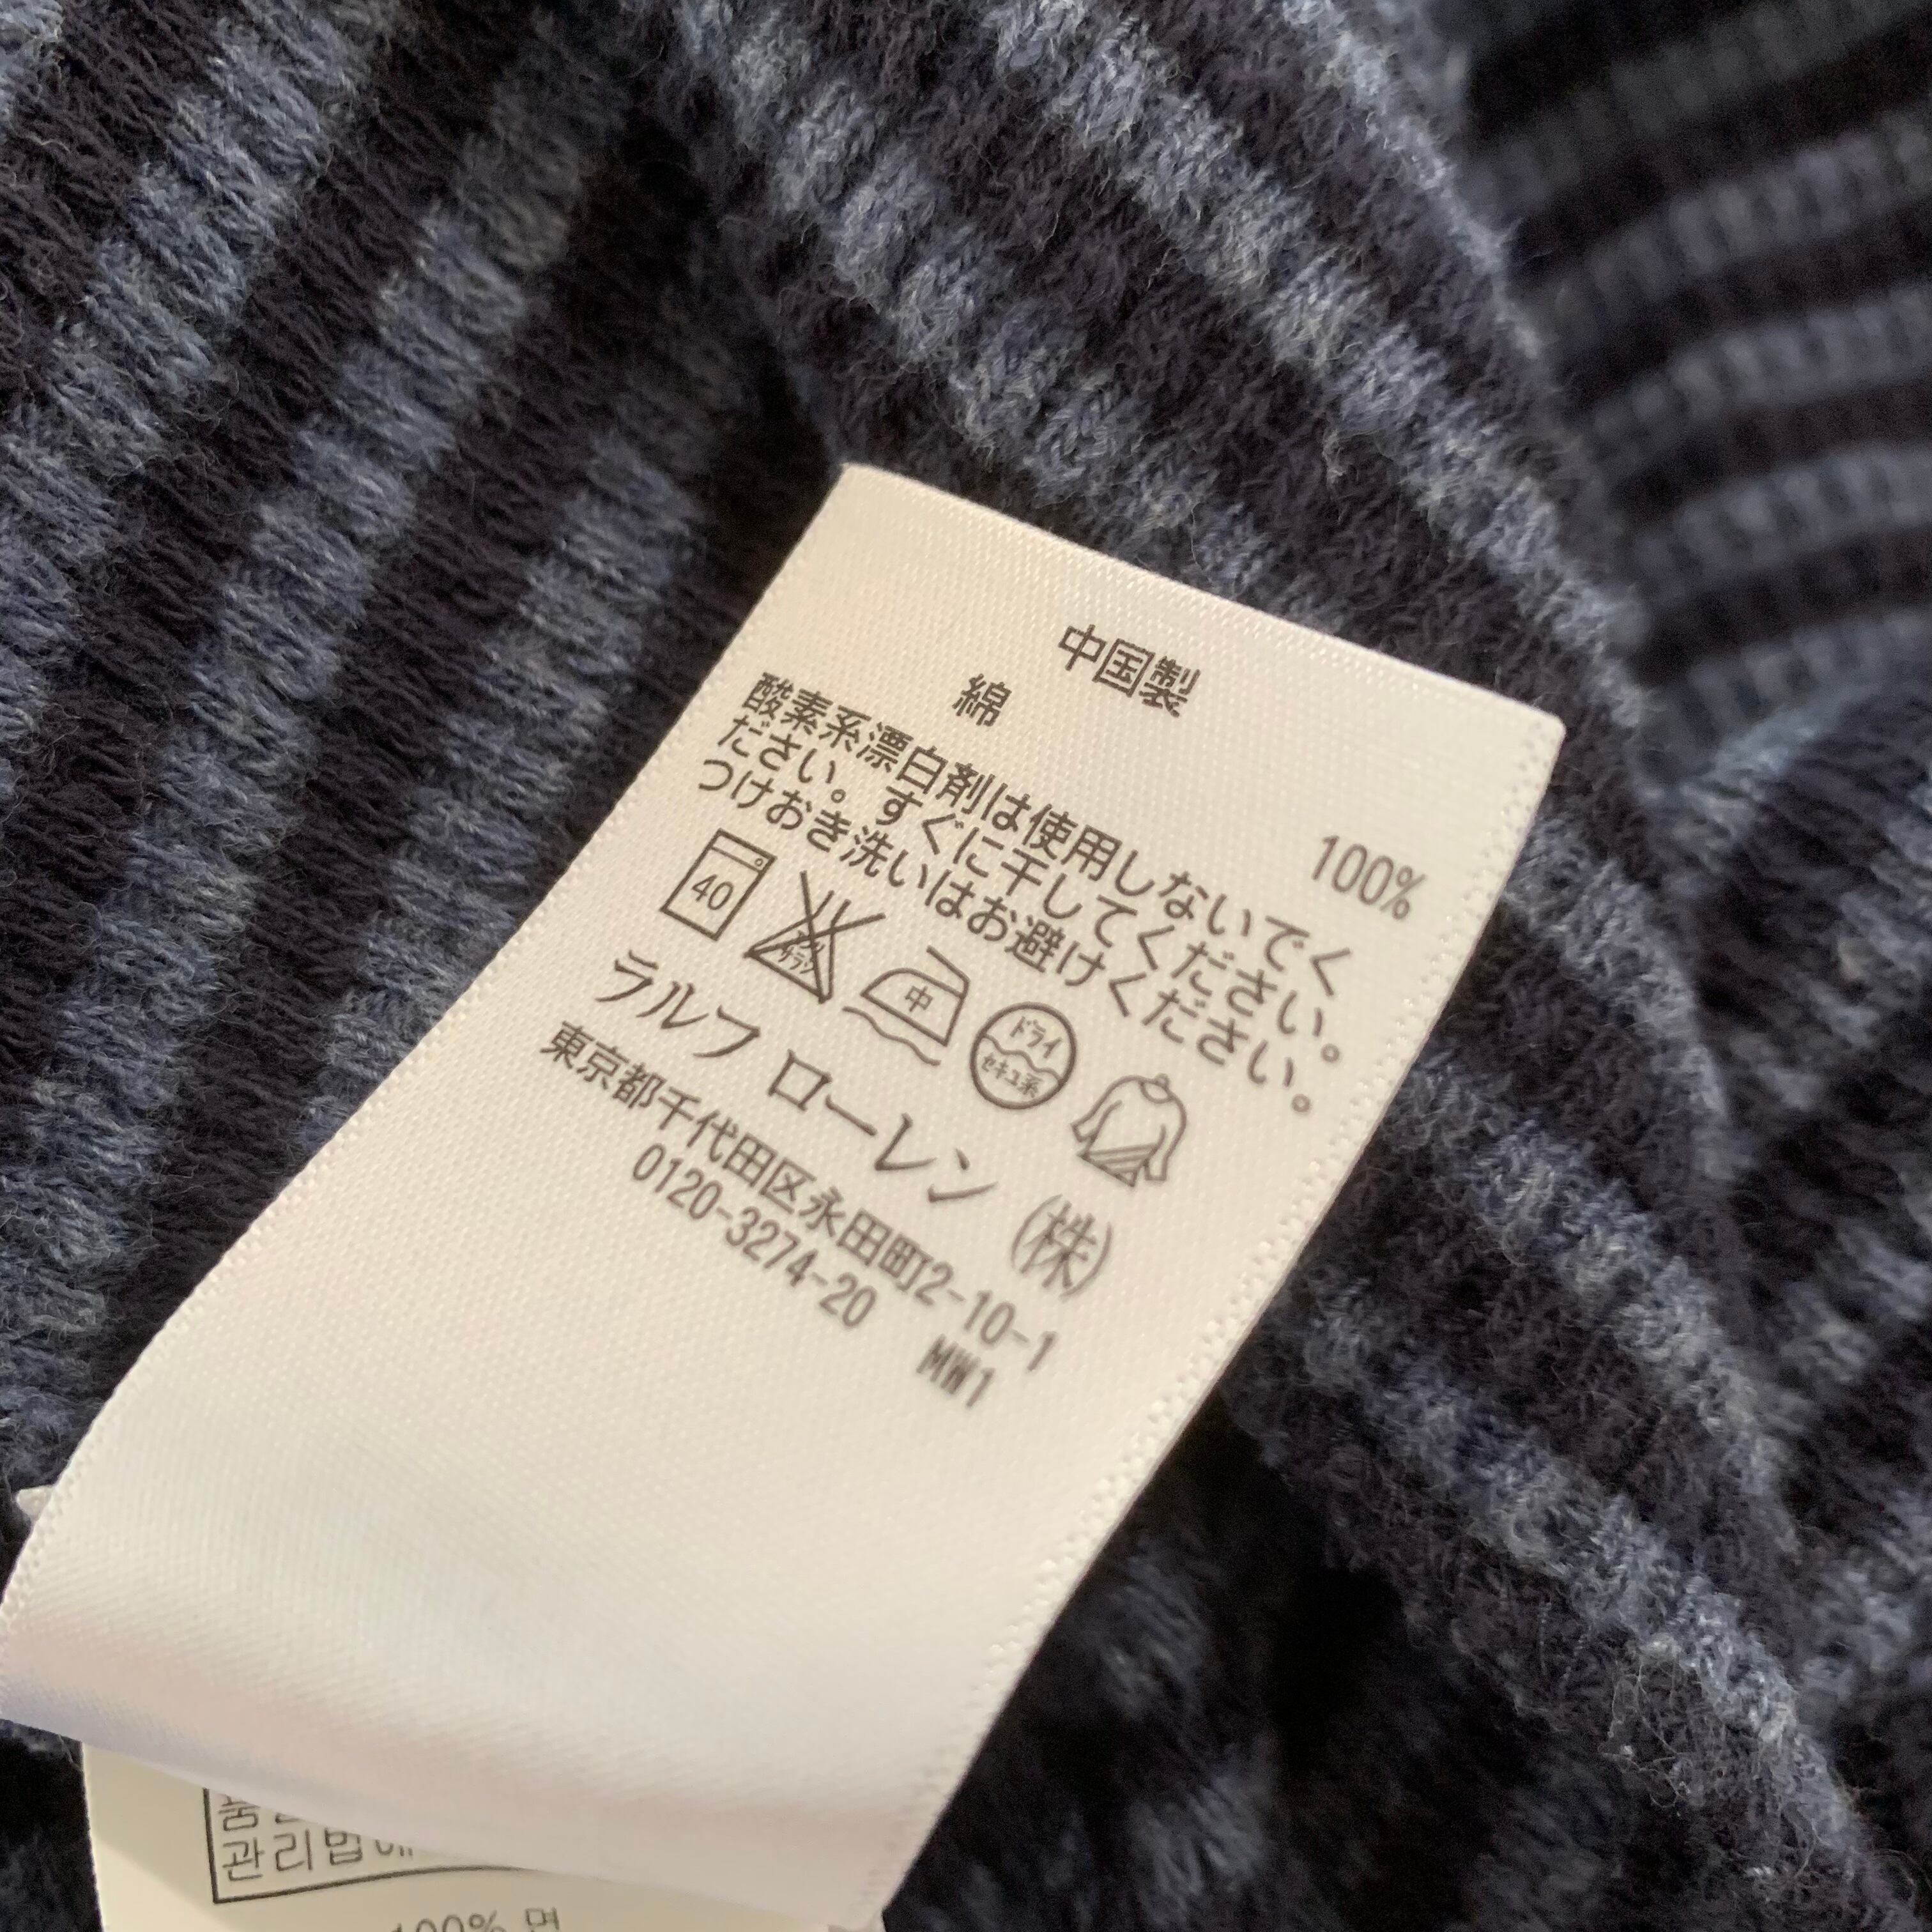 中国製
綿 100%
酸素系漂白剤は使用しないでく
ださい。すぐに干してください。
つけおき洗いはお避けください。
40
中
ドライ
セキユ系
ラルフ ローレン (株)
東京都千代田区永田町2-10-1
0120-3274-20 MW1
관리법에
100% 면